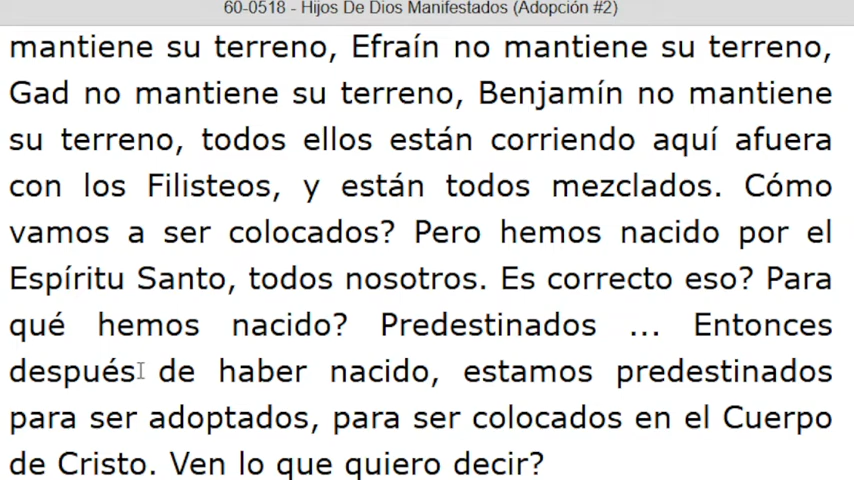 60-0518 - Hijos De Dios Manifestados (Adopción #2)
mantiene su terreno, Efraín no mantiene su terreno,
Gad no mantiene su terreno, Benjamín no mantiene
su terreno, todos ellos están corriendo aquí afuera
con los Filisteos, y están todos mezclados. Cómo
vamos a ser colocados? Pero hemos nacido por el
Espíritu Santo, todos nosotros. Es correcto eso? Para
qué hemos nacido? Predestinados ... Entonces
después de haber nacido, estamos predestinados
para ser adoptados, para ser colocados en el Cuerpo
de Cristo. Ven lo que quiero decir?